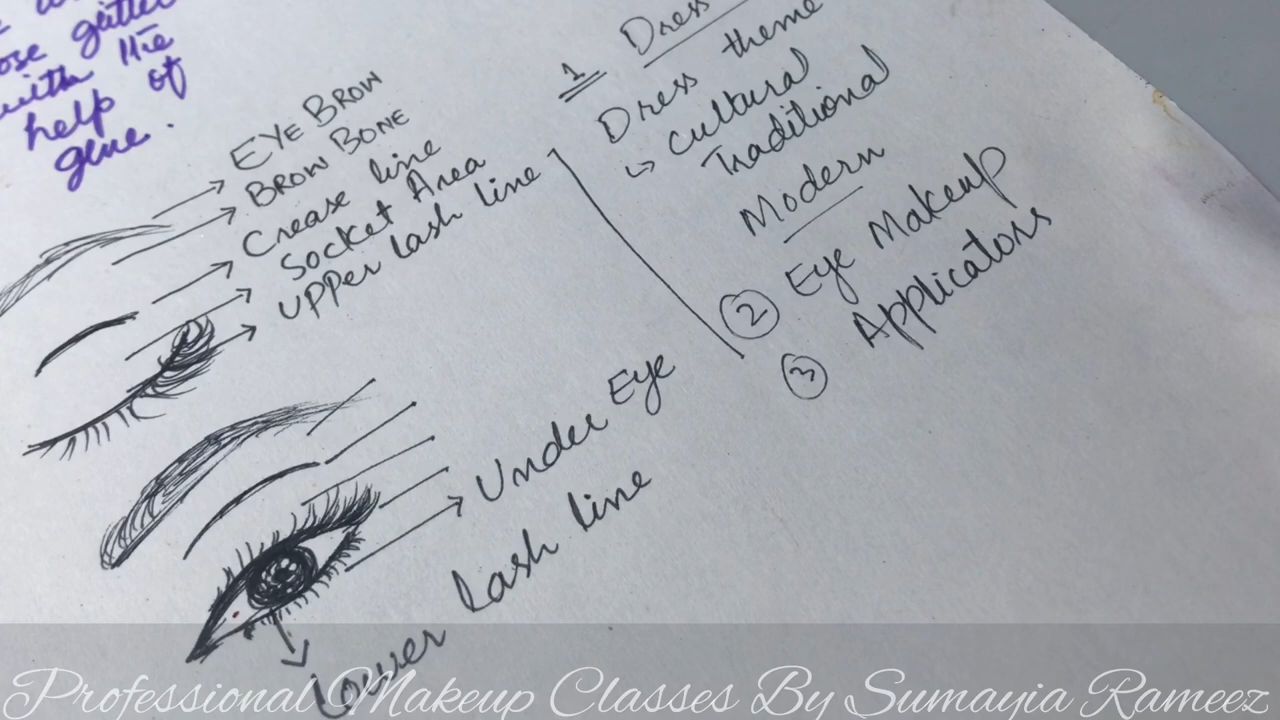 with the
help of
glue.
EYE BROW
BROW BONE
Crease line
Socket Area
UPPer lash line
1 Dress
Dress theme
↳ Cultural
Traditional
Modern
2 Eye Makeup
3 Applicators
Under Eye
lash line
lower
Professional Makeup Classes By Sumayia Rameez